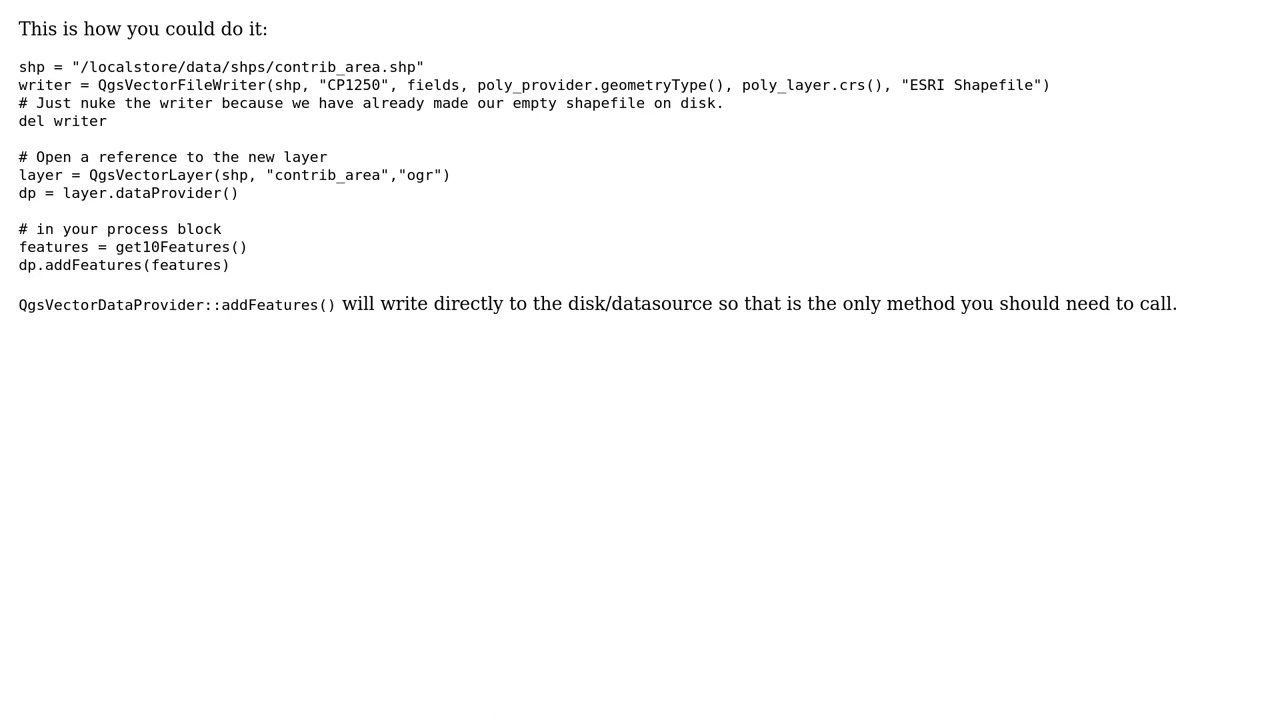 This is how you could do it:
shp = "/localstore/data/shps/contrib_area.shp"
writer = QgsVectorFileWriter(shp, "CP1250", fields, poly_provider.geometryType(), poly_layer.crs(), "ESRI Shapefile")
# Just nuke the writer because we have already made our empty shapefile on disk.
del writer
# Open a reference to the new layer
layer = QgsVectorLayer(shp, "contrib_area","ogr")
dp = layer.dataProvider()
# in your process block
features = get10Features()
dp.addFeatures(features)
QgsVectorDataProvider::addFeatures() will write directly to the disk/datasource so that is the only method you should need to call.